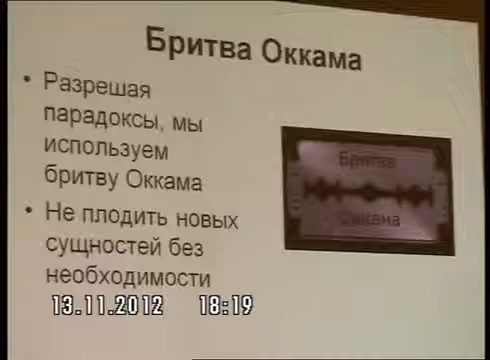 Бритва Оккама
• Разрешая
парадоксы, мы
используем
бритву Оккама
Бритва
Оккама
• Не плодить новых
сущностей без
необходимости
13.11.2012 18:19